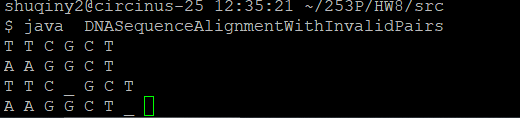 shuqiny2@circinus-25 12:35:21 ~/253P/HW8/src
$ java  DNASequenceAlignmentWithInvalidPairs
T T C G C T
A A G G C T
T T C _ G C T
A A G G C T _